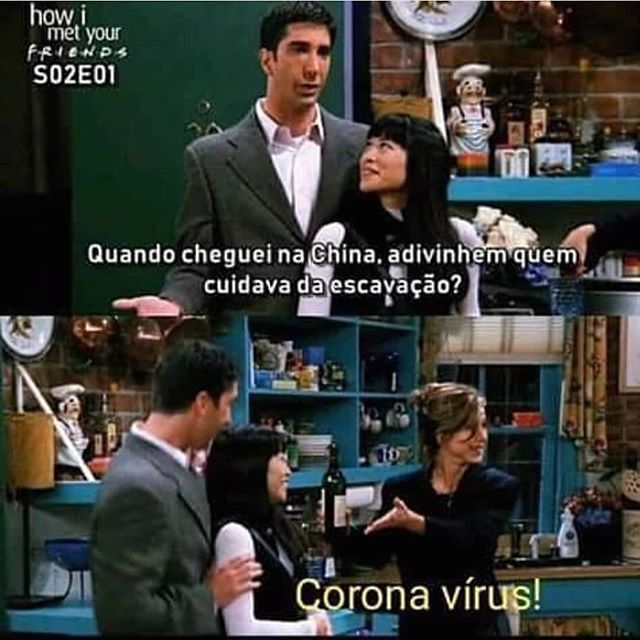 how i
met your
FRIENDS
S02E01
Quando cheguei na China, adivinhem quem
cuidava da escavação?
Corona vírus!